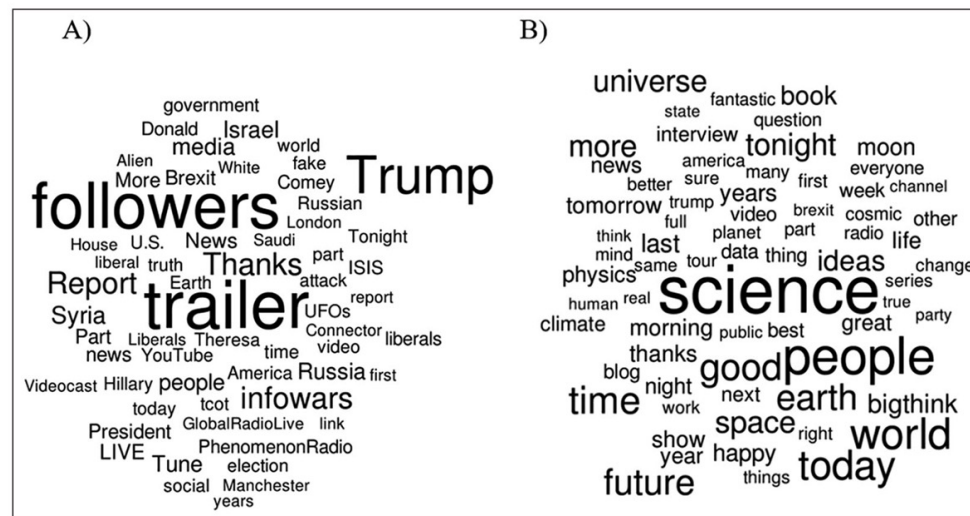 A)
government
Donald Israel
media world
Alien White fake
More Brexit Comey Trump
followers Russian
London
House U.S. News Saudi Tonight
liberal truth Thanks part ISIS
Report Earth attack
trailer report
Syria UFOs
Part Liberals Theresa Connector liberals
news YouTube time video
Videocast Hillary people America Russia first
today tcot infowars
President GlobalRadioLive link
LIVE PhenomenonRadio
Tune election
social Manchester
years
B)
universe fantastic book
state question
more interview tonight moon
news america many everyone
better sure years first week channel
tomorrow trump video brexit cosmic other
full planet part radio life
think last data thing ideas change
mind same tour
physics science series
human real true party
climate morning public best great
thanks good people
blog night next earth bigthink
time work
space right world
show
year happy today
future things